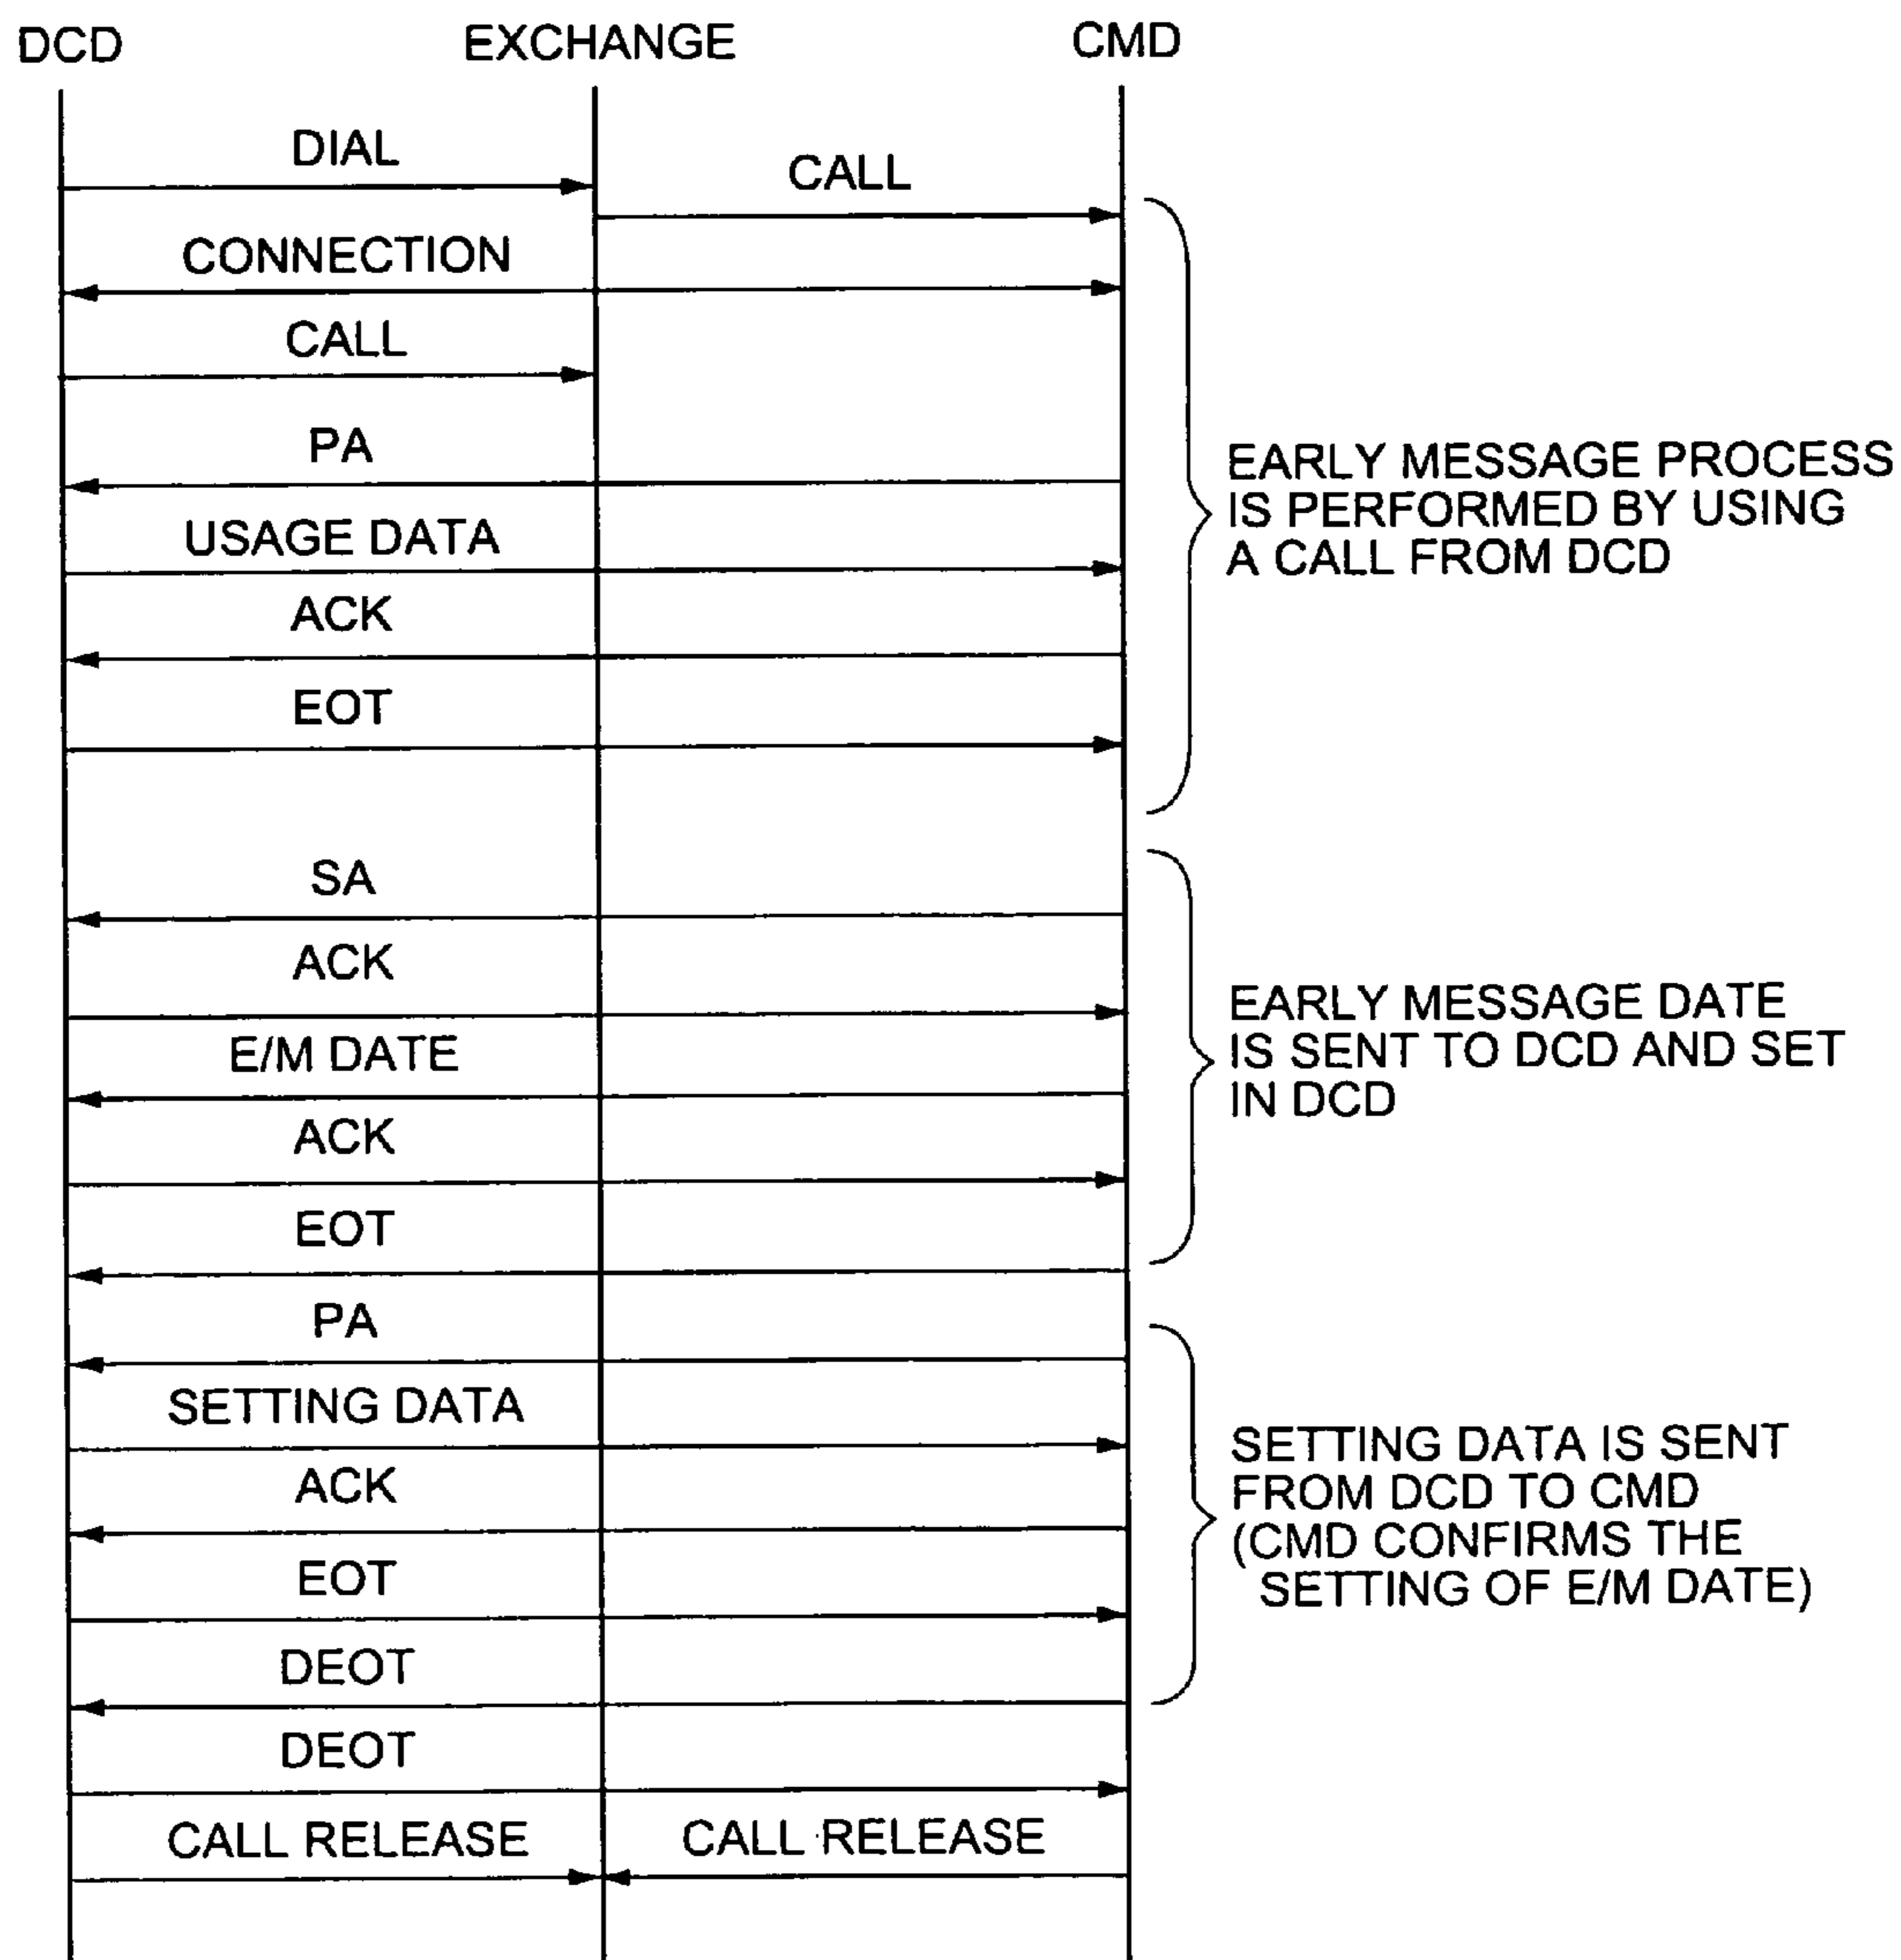 DCD EXCHANGE CMD
DIAL
CALL
CONNECTION
CALL
PA
USAGE DATA
ACK
EOT
EARLY MESSAGE PROCESS
IS PERFORMED BY USING
A CALL FROM DCD
SA
ACK
E/M DATE
ACK
EOT
EARLY MESSAGE DATE
IS SENT TO DCD AND SET
IN DCD
PA
SETTING DATA
ACK
EOT
DEOT
SETTING DATA IS SENT
FROM DCD TO CMD
(CMD CONFIRMS THE
SETTING OF E/M DATE)
DEOT
CALL RELEASE CALL RELEASE